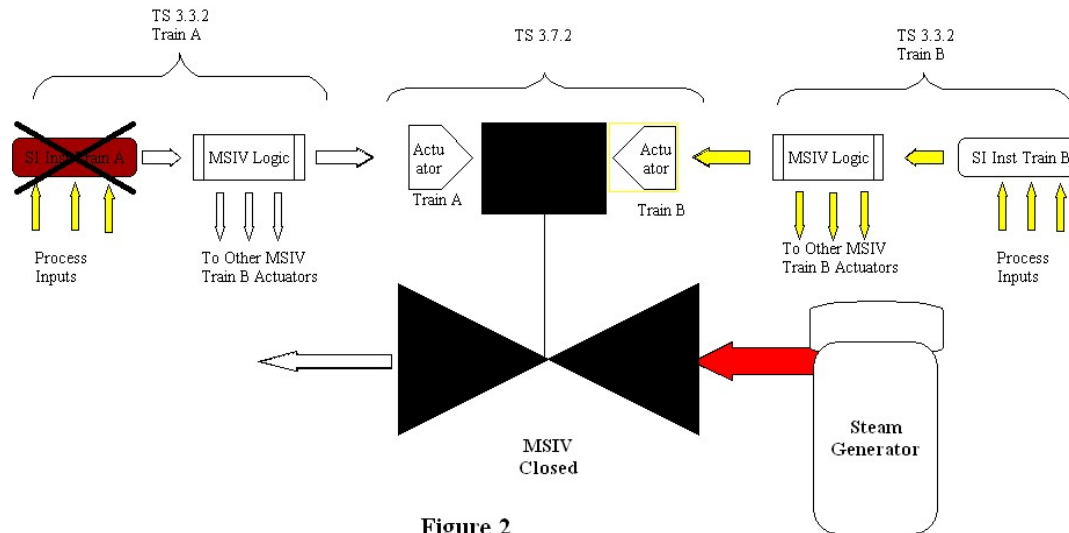 TS 3.3.2
Train A
TS 3.7.2
TS 3.3.2
Train B
SI Inst Train A
MSIV Logic
Actu
ator
Train A
Actu
ator
Train B
MSIV Logic
SI Inst Train B
Process
Inputs
To Other MSIV
Train B Actuators
To Other MSIV
Train B Actuators
Process
Inputs
MSIV
Closed
Steam
Generator
Figure 2